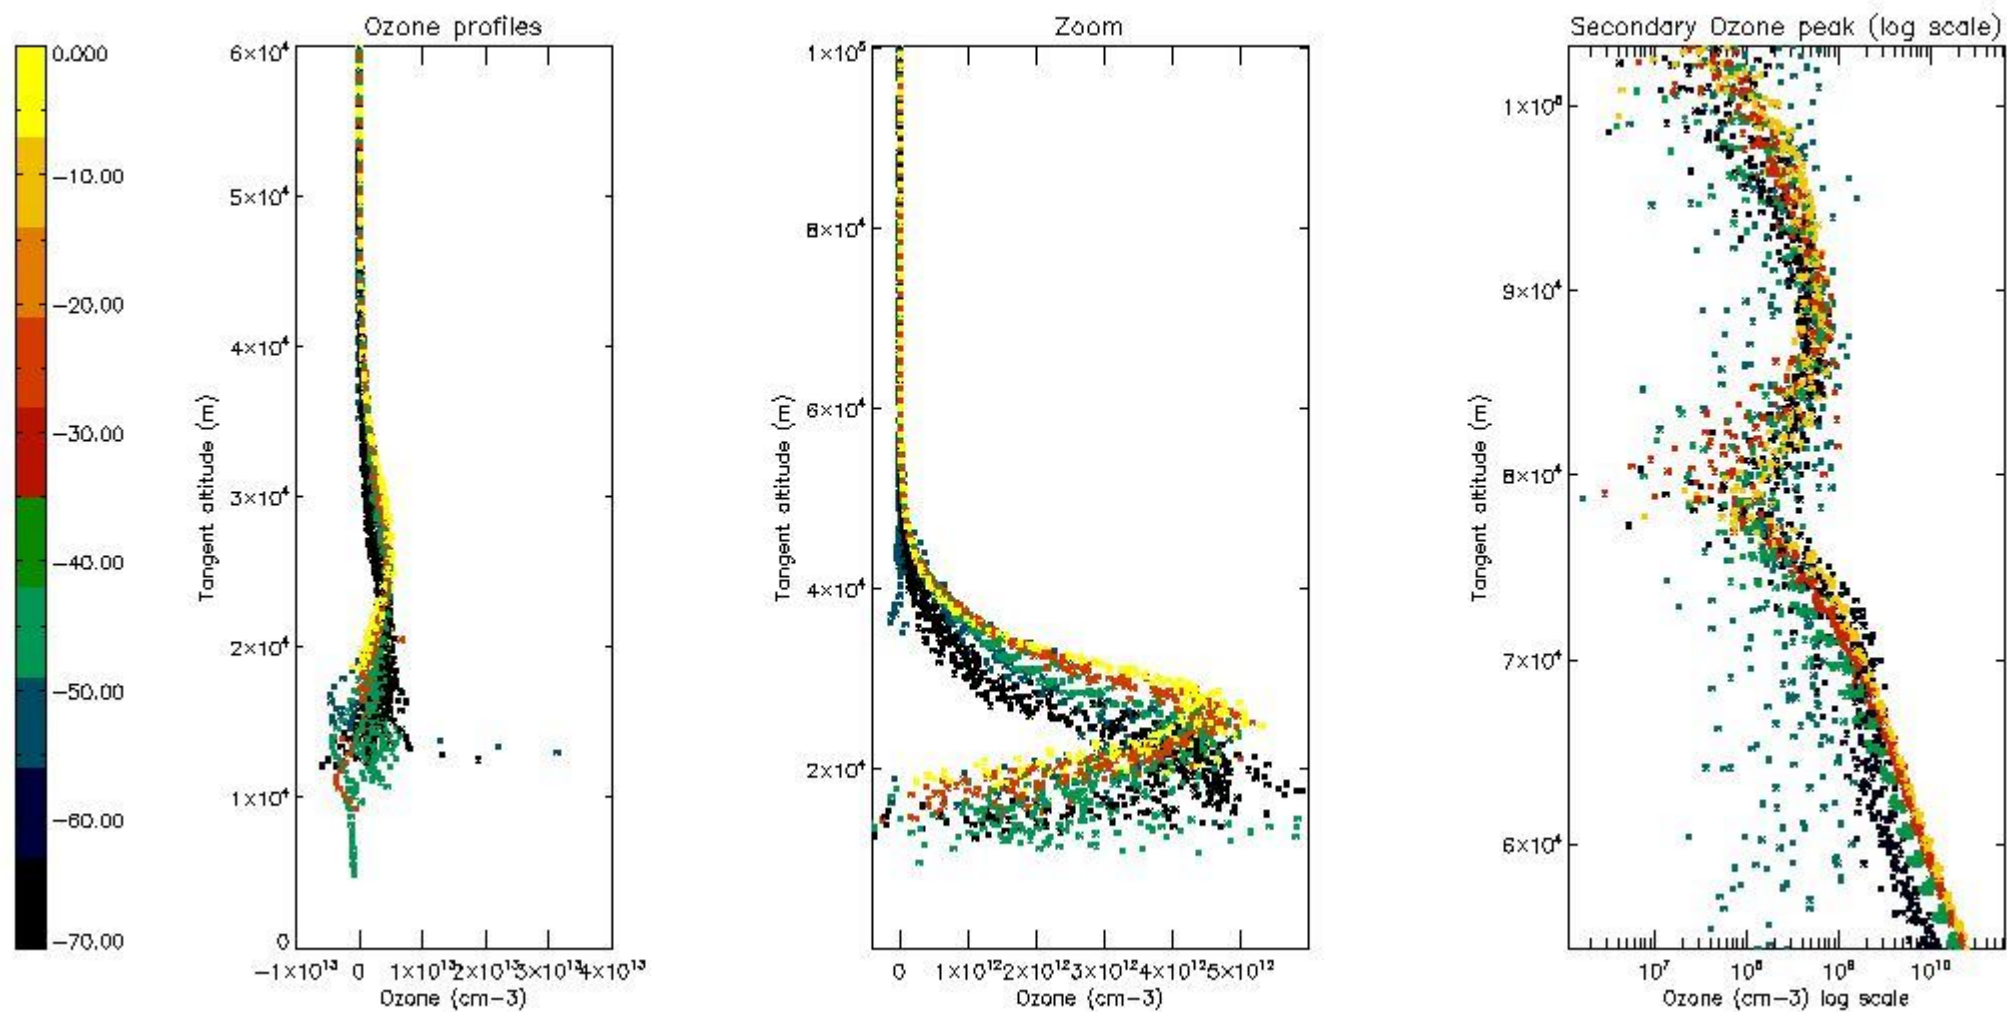 Ozone profiles
Zoom
Secondary Ozone peak (log scale)
0.000
−10.00
−20.00
−30.00
−40.00
−50.00
−60.00
−70.00
6×10⁴
5×10⁴
4×10⁴
3×10⁴
2×10⁴
1×10⁴
0
Tangent altitude (m)
−1×10¹³ 0 1×10¹³ 2×10¹³ 3×10¹³ 4×10¹³
Ozone (cm−3)
1×10⁵
8×10⁴
6×10⁴
4×10⁴
2×10⁴
Tangent altitude (m)
0 1×10¹² 2×10¹² 3×10¹² 4×10¹² 5×10¹²
Ozone (cm−3)
1×10⁵
9×10⁴
8×10⁴
7×10⁴
6×10⁴
Tangent altitude (m)
10⁷ 10⁸ 10⁹ 10¹⁰
Ozone (cm−3) log scale